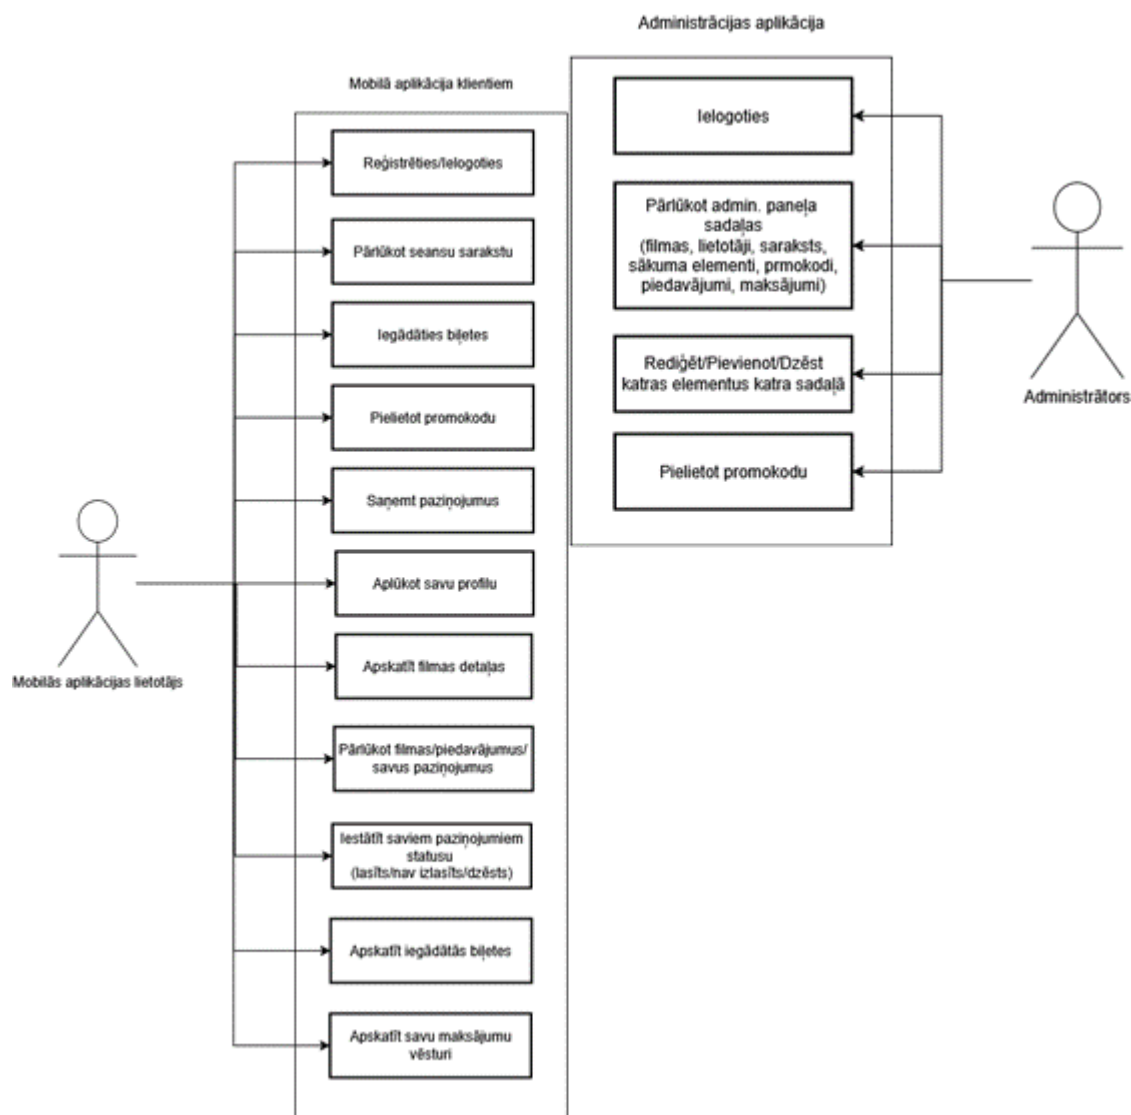 Administrācijas aplikācija
Mobilā aplikācija klientiem
Ielogoties
Reģistrēties/Ielogoties
Pārlūkot admin. paneļa
sadaļas
(filmas, lietotāji, saraksts,
sākuma elementi, prmokodi,
piedavājumi, maksājumi)
Pārlūkot seansu sarakstu
Iegādāties biļetes
Rediģēt/Pievienot/Dzēst
katras elementus katra sadaļā
Administrātors
Pielietot promokodu
Pielietot promokodu
Saņemt paziņojumus
Aplūkot savu profilu
Apskatīt filmas detaļas
Mobilās aplikācijas lietotājs
Pārlūkot filmas/piedavājumus/
savus paziņojumus
Iestātīt saviem paziņojumiem
statusu
(lasīts/nav izlasīts/dzēsts)
Apskatīt iegādātās biļetes
Apskatīt savu maksājumu
vēsturi